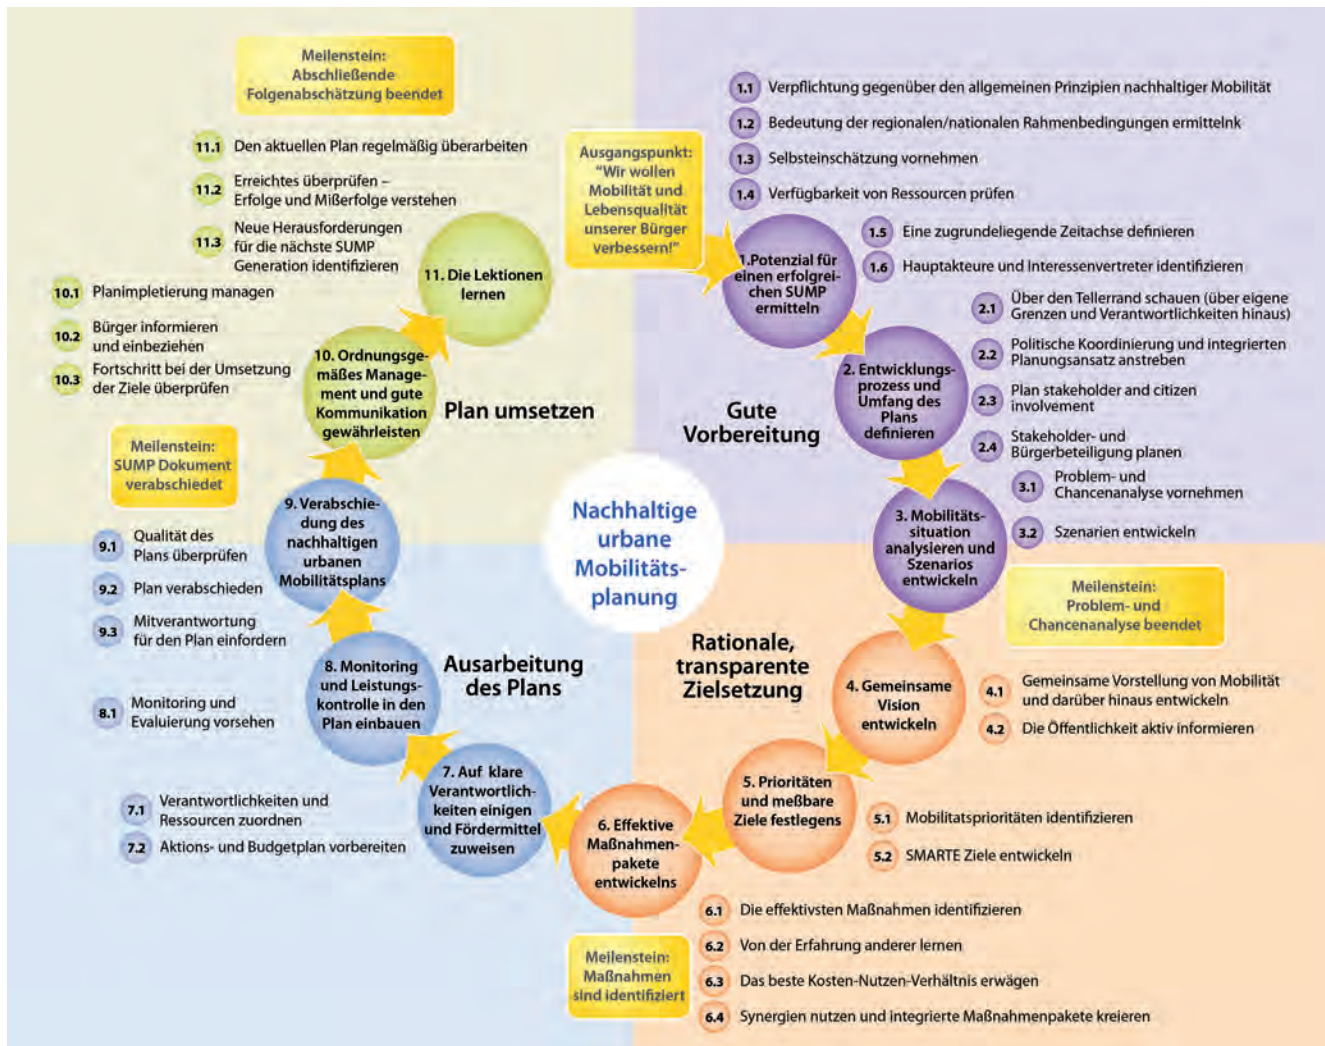 Meilenstein:
Abschließende
Folgenabschätzung beendet
11.1 Den aktuellen Plan regelmäßig überarbeiten
11.2 Erreichtes überprüfen –
Erfolge und Mißerfolge verstehen
11.3 Neue Herausforderungen
für die nächste SUMP
Generation identifizieren
11. Die Lektionen
lernen
10.1 Planimpletierung managen
10.2 Bürger informieren
und einbeziehen
10.3 Fortschritt bei der Umsetzung
der Ziele überprüfen
10. Ordnungsge-
mäßes Manage-
ment und gute
Kommunikation
gewährleisten
Plan umsetzen
Ausgangspunkt:
"Wir wollen
Mobilität und
Lebensqualität
unserer Bürger
verbessern!"
1.1 Verpflichtung gegenüber den allgemeinen Prinzipien nachhaltiger Mobilität
1.2 Bedeutung der regionalen/nationalen Rahmenbedingungen ermittelnk
1.3 Selbsteinschätzung vornehmen
1.4 Verfügbarkeit von Ressourcen prüfen
1.5 Eine zugrundeliegende Zeitachse definieren
1.6 Hauptakteure und Interessenvertreter identifizieren
1.Potenzial für
einen erfolgrei-
chen SUMP
ermitteln
2.1 Über den Tellerrand schauen (über eigene
Grenzen und Verantwortlichkeiten hinaus)
2.2 Politische Koordinierung und integrierten
Planungsansatz anstreben
2.3 Plan stakeholder and citizen
involvement
2.4 Stakeholder- und
Bürgerbeteiligung planen
2. Entwicklungs-
prozess und
Umfang des
Plans
definieren
Gute
Vorbereitung
3.1 Problem- und
Chancenanalyse vornehmen
3.2 Szenarien entwickeln
3. Mobilitäts-
situation
analysieren und
Szenarios
entwickeln
Meilenstein:
Problem- und
Chancenanalyse beendet
Nachhaltige
urbane
Mobilitäts-
planung
Meilenstein:
SUMP Dokument
verabschiedet
9.1 Qualität des
Plans überprüfen
9.2 Plan verabschieden
9.3 Mitverantwortung
für den Plan einfordern
9. Verabschie-
dung des
nachhaltigen
urbanen
Mobilitätsplans
8.1 Monitoring und
Evaluierung vorsehen
8. Monitoring
und Leistungs-
kontrolle in den
Plan einbauen
Ausarbeitung
des Plans
7.1 Verantwortlichkeiten und
Ressourcen zuordnen
7.2 Aktions- und Budgetplan vorbereiten
7. Auf klare
Verantwortlich-
keiten einigen
und Fördermittel
zuweisen
Rationale,
transparente
Zielsetzung
4. Gemeinsame
Vision
entwickeln
4.1 Gemeinsame Vorstellung von Mobilität
und darüber hinaus entwickeln
4.2 Die Öffentlichkeit aktiv informieren
5. Prioritäten
und meßbare
Ziele festlegens
5.1 Mobilitatsprioritäten identifizieren
5.2 SMARTE Ziele entwickeln
6. Effektive
Maßnahmen-
pakete
entwickelns
6.1 Die effektivsten Maßnahmen identifizieren
6.2 Von der Erfahrung anderer lernen
6.3 Das beste Kosten-Nutzen-Verhältnis erwägen
6.4 Synergien nutzen und integrierte Maßnahmenpakete kreieren
Meilenstein:
Maßnahmen
sind identifiziert